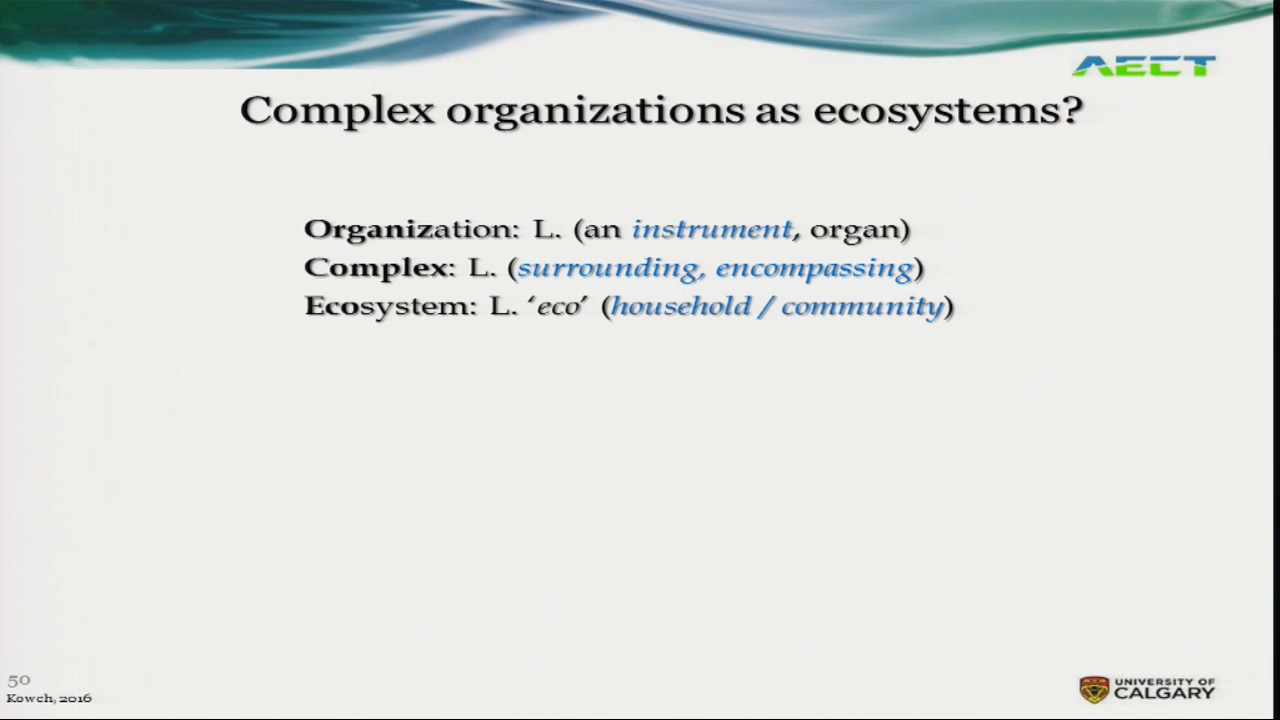 AECT
Complex organizations as ecosystems?
Organization: L. (an instrument, organ)
Complex: L. (surrounding, encompassing)
Ecosystem: L. ‘eco’ (household / community)
50
Kowch, 2016
UNIVERSITY OF
CALGARY